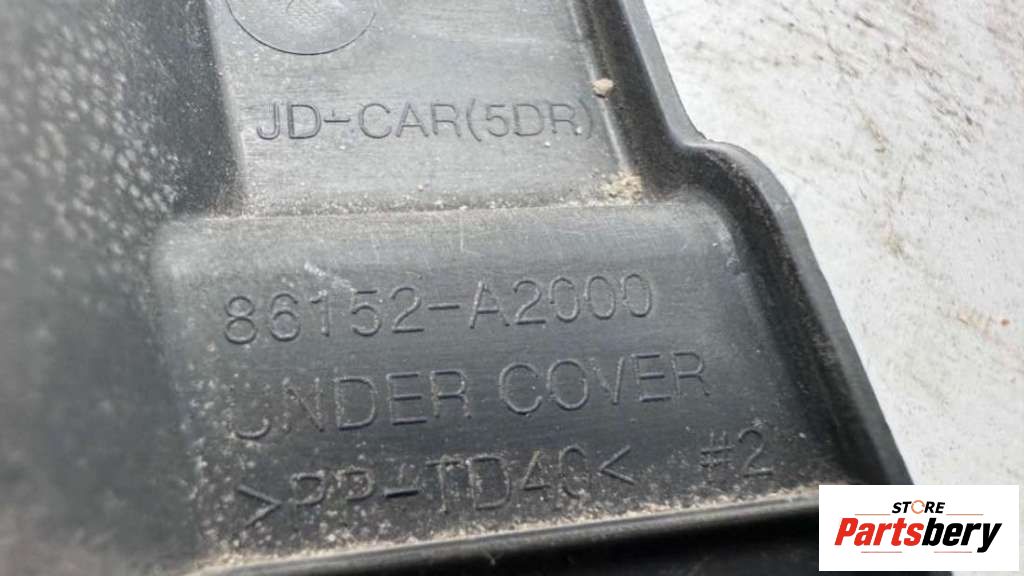 JD-CAR(5DR)
86152-A2000
UNDER COVER
>PP-TD40< #2
STORE
Partsbery